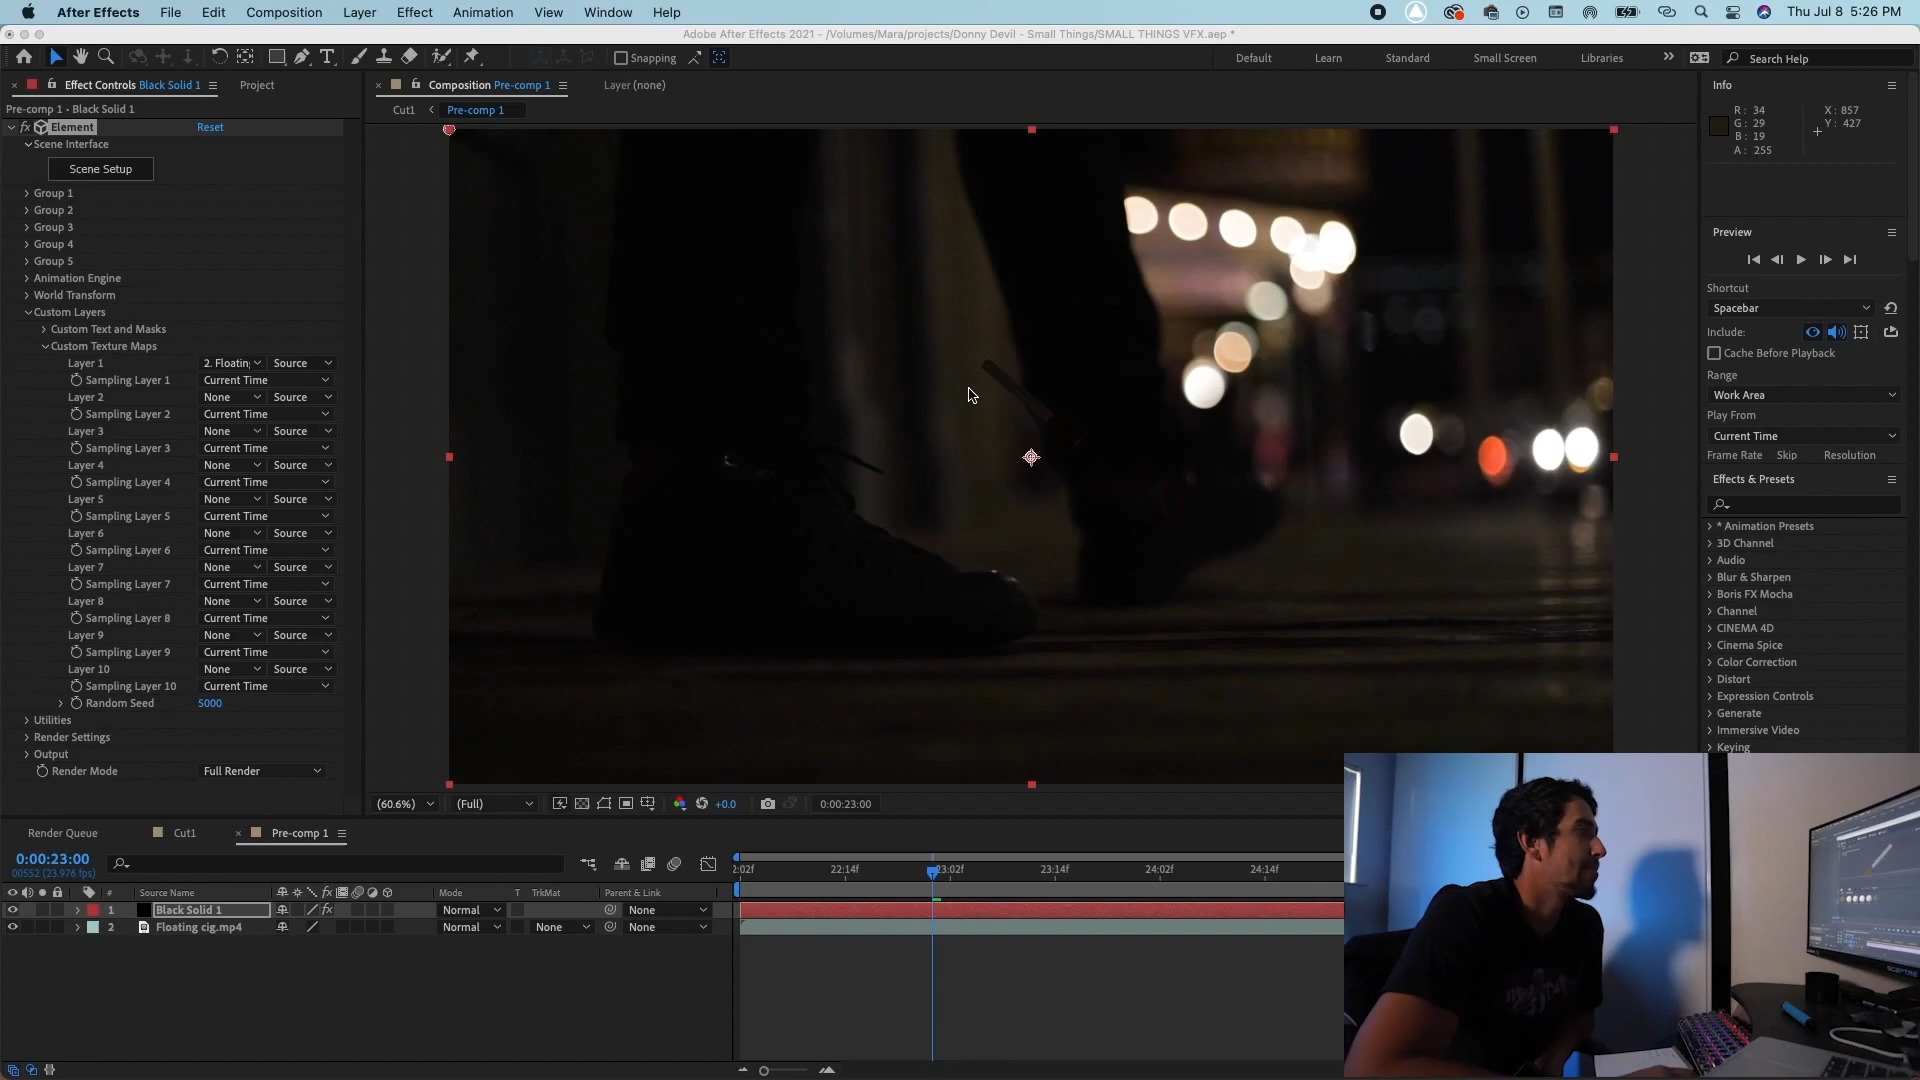 After Effects File Edit Composition Layer Effect Animation View Window Help Thu Jul 8 5:26 PM
Adobe After Effects 2021 - /Volumes/Mara/projects/Donny Devil - Small Things/SMALL THINGS VFX.aep *
Snapping Default Learn Standard Small Screen Libraries Search Help
Effect Controls Black Solid 1 Project Composition Pre-comp 1 Layer (none) Info
Pre-comp 1 • Black Solid 1 Cut1 Pre-comp 1
fx Element Reset
Scene Interface
Scene Setup
Group 1
Group 2
Group 3
Group 4
Group 5
Animation Engine
World Transform
Custom Layers
Custom Text and Masks
Custom Texture Maps
Layer 1 2. Floatin Source
Sampling Layer 1 Current Time
Layer 2 None Source
Sampling Layer 2 Current Time
Layer 3 None Source
Sampling Layer 3 Current Time
Layer 4 None Source
Sampling Layer 4 Current Time
Layer 5 None Source
Sampling Layer 5 Current Time
Layer 6 None Source
Sampling Layer 6 Current Time
Layer 7 None Source
Sampling Layer 7 Current Time
Layer 8 None Source
Sampling Layer 8 Current Time
Layer 9 None Source
Sampling Layer 9 Current Time
Layer 10 None Source
Sampling Layer 10 Current Time
Random Seed 5000
Utilities
Render Settings
Output
Render Mode Full Render
R: 34 X: 857
G: 29 Y: 427
B: 19
A: 255
Preview
Shortcut
Spacebar
Include:
Cache Before Playback
Range
Work Area
Play From
Current Time
Frame Rate Skip Resolution
Effects & Presets
* Animation Presets
3D Channel
Audio
Blur & Sharpen
Boris FX Mocha
Channel
CINEMA 4D
Cinema Spice
Color Correction
Distort
Expression Controls
Generate
Immersive Video
Keying
(60.6%) (Full) +0.0 0:00:23:00
Render Queue Cut1 Pre-comp 1
0:00:23:00
00552 (23.976 fps)
2:02f 22:14f 23:02f 23:14f 24:02f 24:14f
# Source Name fx Mode T TrkMat Parent & Link
1 Black Solid 1 fx Normal None
2 Floating cig.mp4 Normal None None
SCEPTRE